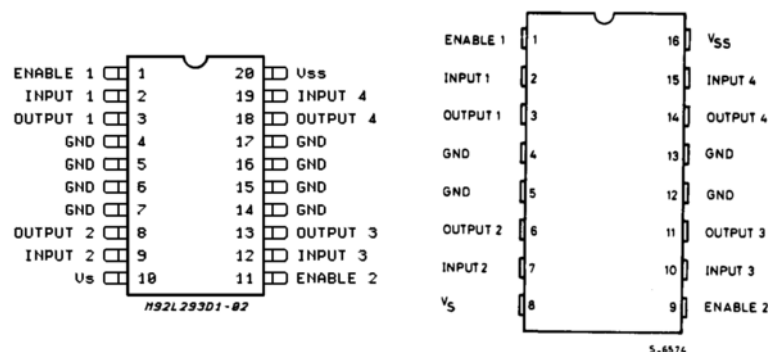 ENABLE 1 1 20 Vss
INPUT 1 2 19 INPUT 4
OUTPUT 1 3 18 OUTPUT 4
GND 4 17 GND
GND 5 16 GND
GND 6 15 GND
GND 7 14 GND
OUTPUT 2 8 13 OUTPUT 3
INPUT 2 9 12 INPUT 3
Vs 10 11 ENABLE 2
M92L293D1-02
ENABLE 1 1 16 VSS
INPUT 1 2 15 INPUT 4
OUTPUT 1 3 14 OUTPUT 4
GND 4 13 GND
GND 5 12 GND
OUTPUT 2 6 11 OUTPUT 3
INPUT 2 7 10 INPUT 3
VS 8 9 ENABLE 2
S-6574